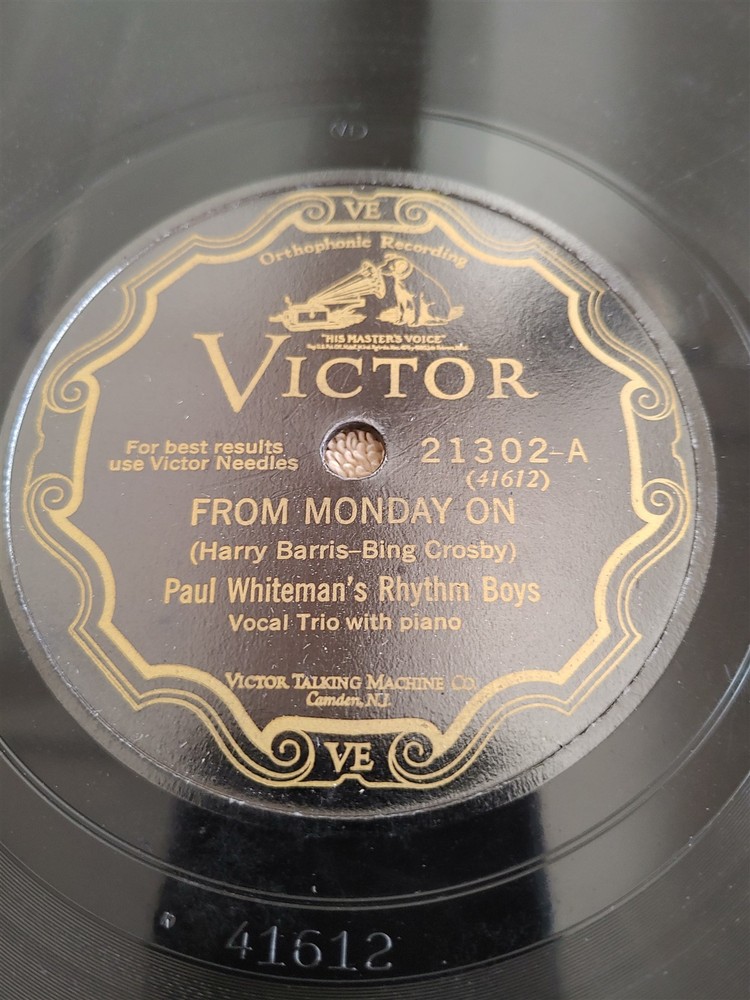 VE
Orthophonic Recording
"HIS MASTER'S VOICE"
VICTOR
For best results
use Victor Needles
21302-A
(41612)
FROM MONDAY ON
(Harry Barris-Bing Crosby)
Paul Whiteman's Rhythm Boys
Vocal Trio with piano
VICTOR TALKING MACHINE CO.
Camden, N.J.
VE
41612